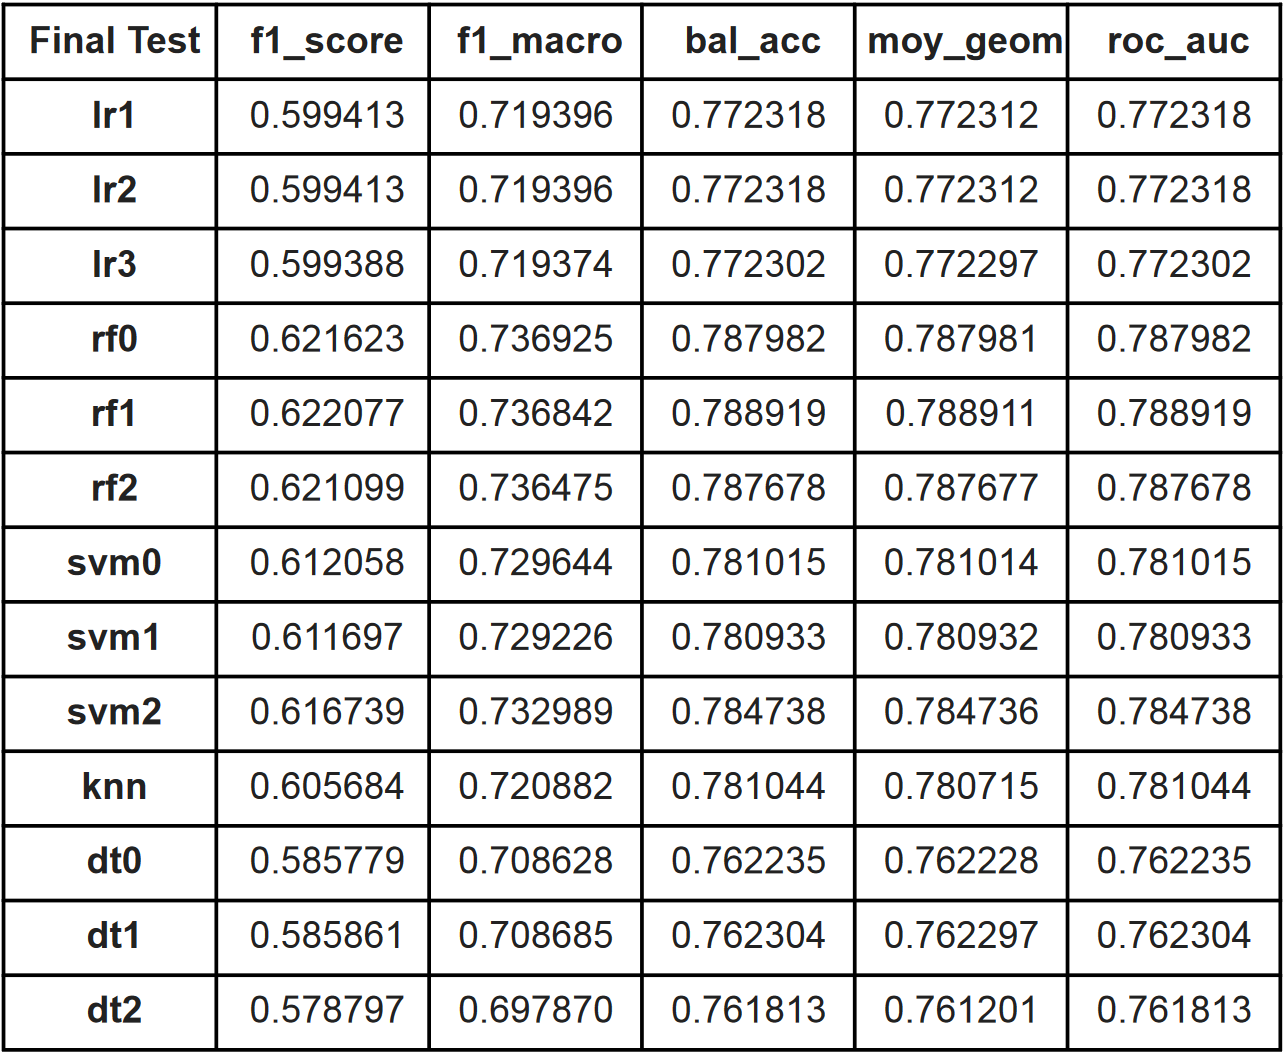 Final Test f1_score f1_macro bal_acc moy_geom roc_auc
lr1 0.599413 0.719396 0.772318 0.772312 0.772318
lr2 0.599413 0.719396 0.772318 0.772312 0.772318
lr3 0.599388 0.719374 0.772302 0.772297 0.772302
rf0 0.621623 0.736925 0.787982 0.787981 0.787982
rf1 0.622077 0.736842 0.788919 0.788911 0.788919
rf2 0.621099 0.736475 0.787678 0.787677 0.787678
svm0 0.612058 0.729644 0.781015 0.781014 0.781015
svm1 0.611697 0.729226 0.780933 0.780932 0.780933
svm2 0.616739 0.732989 0.784738 0.784736 0.784738
knn 0.605684 0.720882 0.781044 0.780715 0.781044
dt0 0.585779 0.708628 0.762235 0.762228 0.762235
dt1 0.585861 0.708685 0.762304 0.762297 0.762304
dt2 0.578797 0.697870 0.761813 0.761201 0.761813